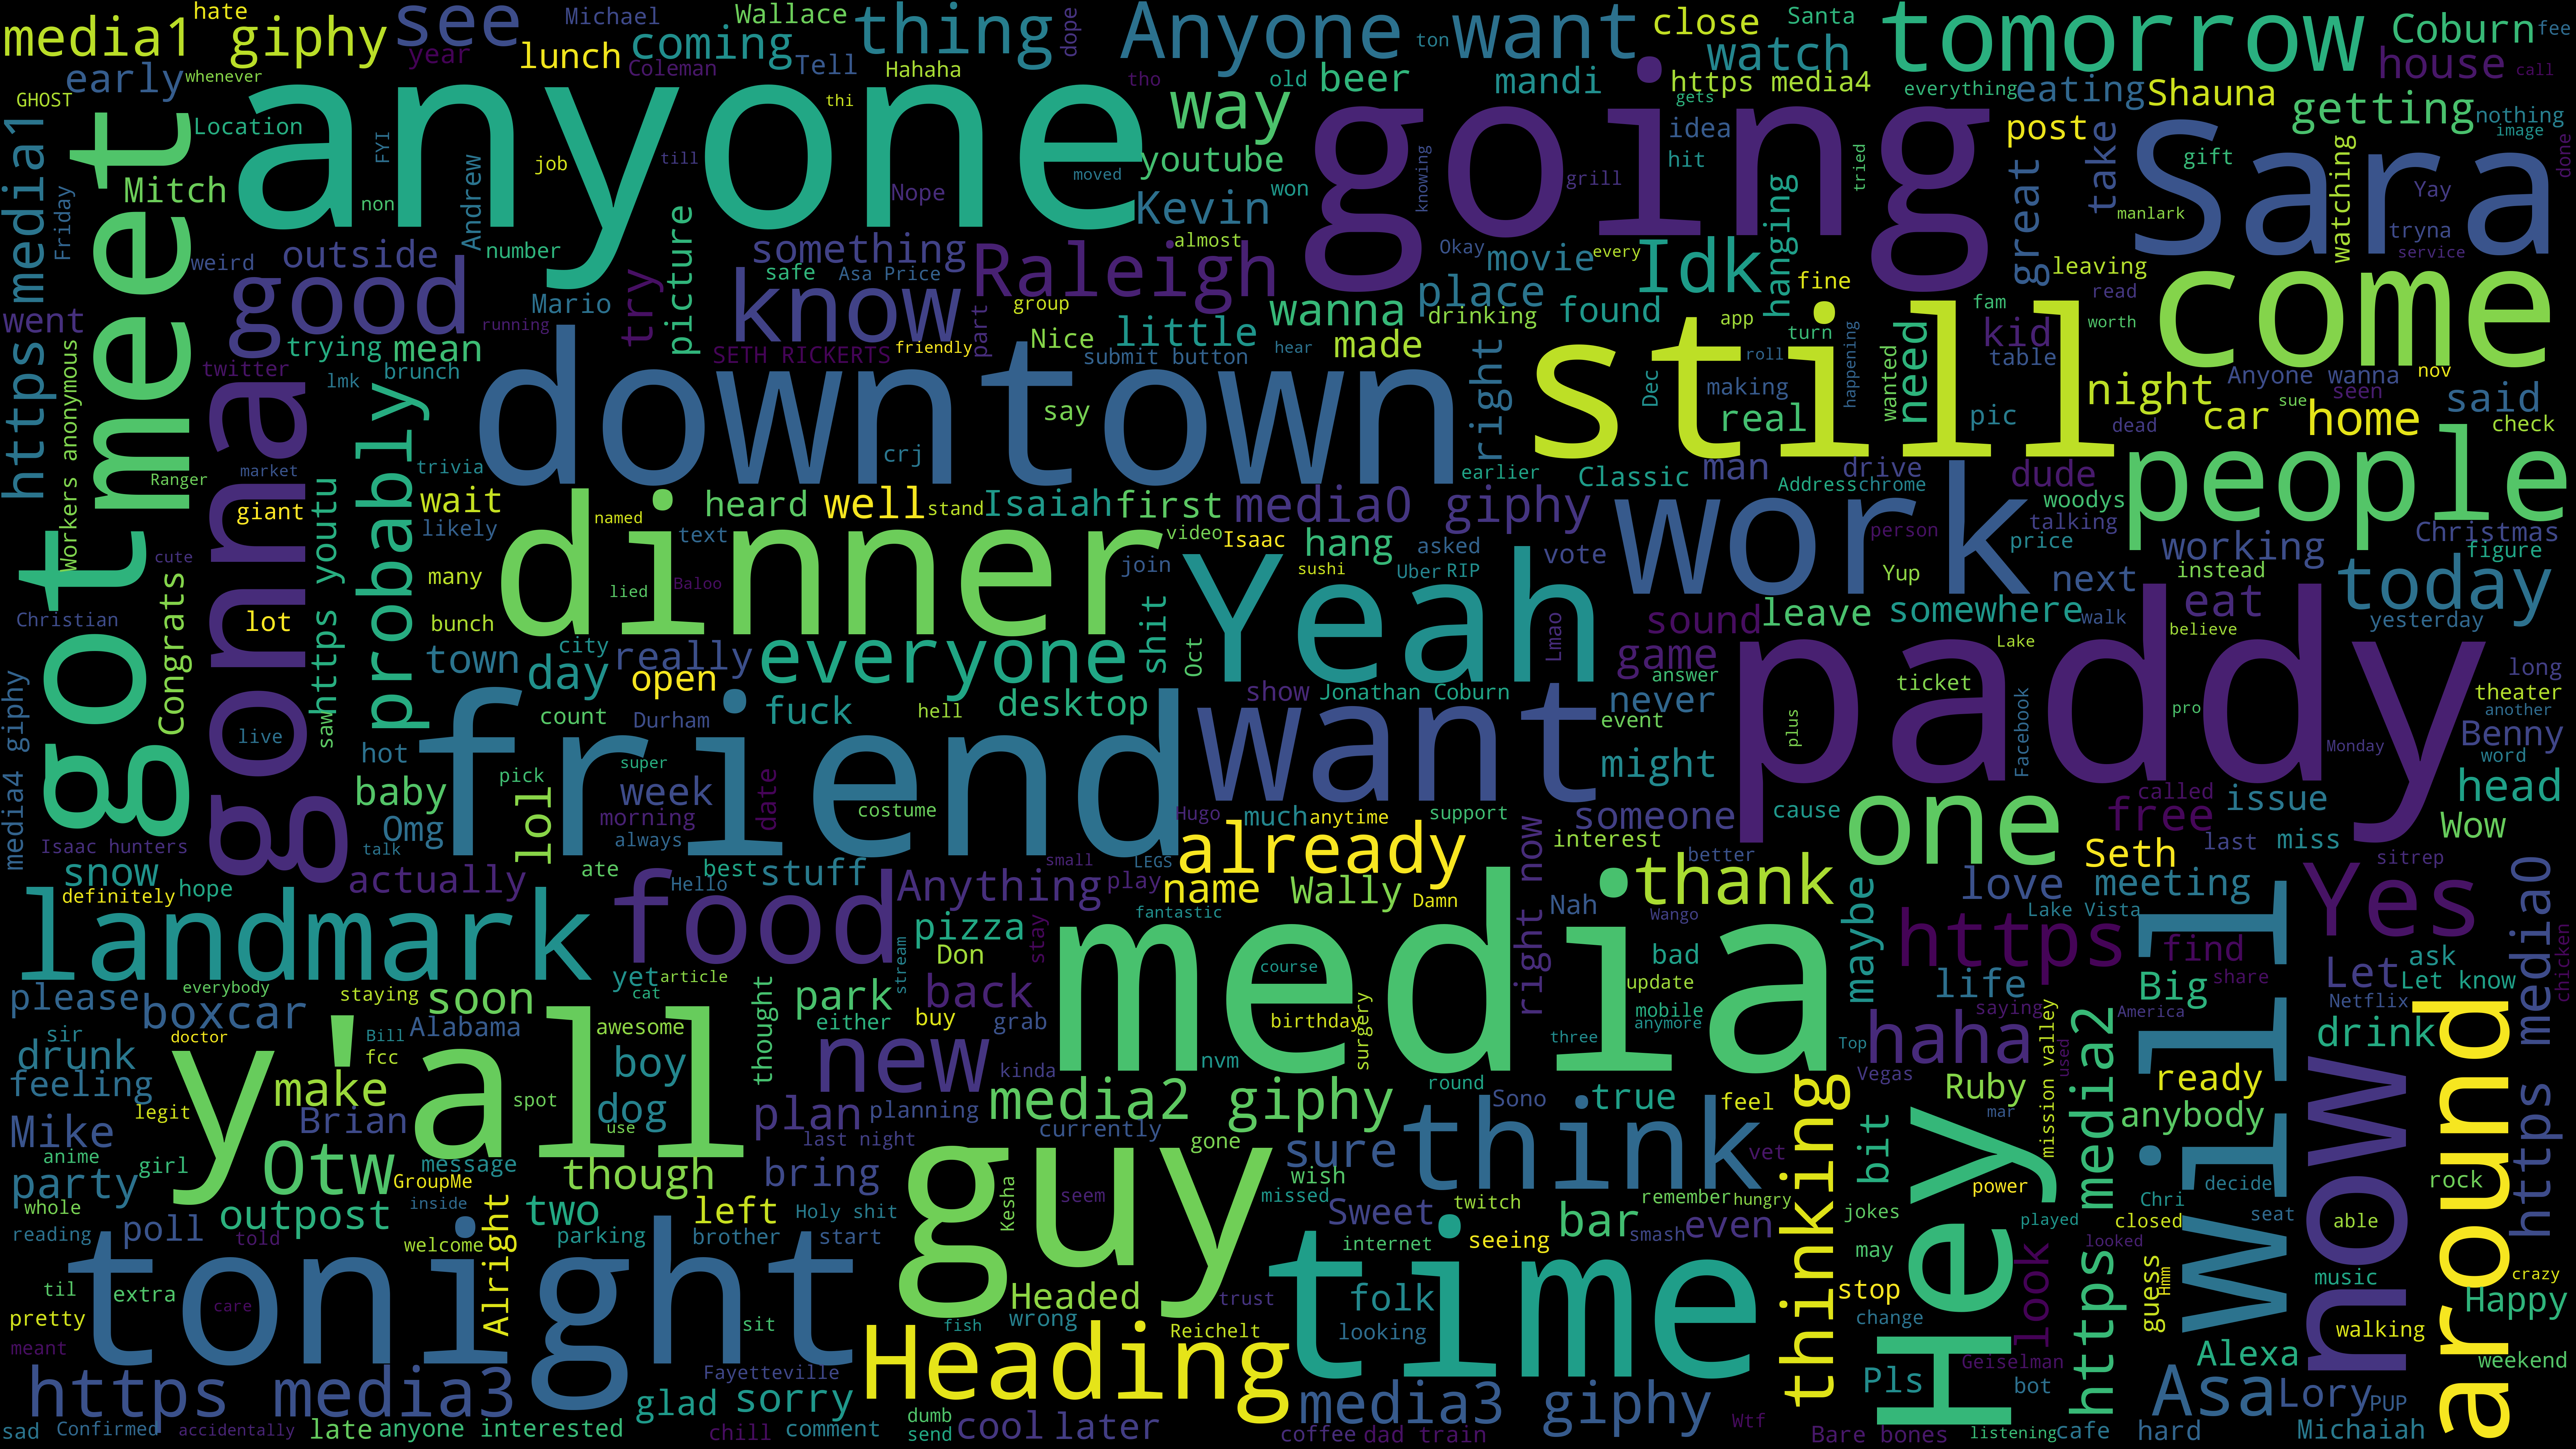 media1 giphy
hate
see
Michael
Wallace
thing
dope
Anyone
ton
want
close
Santa
tomorrow
Coburn
fee
year
lunch
coming
Tell
Hahaha
watch
house
call
early
whenever
Coleman
tho
old
beer
mandi
https media4
everything
eating
Shauna
getting
nothing
GHOST
anyone
thi
way
going
gets
idea
post
image
Location
FYI
job
till
youtube
hit
take
Sara
gift
done
https media1
meet
Mitch
non
Andrew
Nope
moved
Kevin
won
knowing
grill
tried
great
manlark
watching
Yay
Friday
number
picture
almost
hanging
tryna
weird
outside
good
something
safe
Asa Price
Raleigh
Okay
movie
every
Idk
fine
leaving
service
come
went
Mario
try
know
part
group
place
wanna
drinking
found
app
fam
read
running
trying
mean
SETH RICKERTS
friendly
Nice
little
submit button
hear
made
right
still
turn
kid
worth
twitter
lmk
brunch
downtown
say
Dec
roll
making
happening
wanted
need
table
Anyone wanna
nov
Workers anonymous
gonna
probably
real
pic
night
seen
sue
said
dead
car
home
check
market
trivia
crj
earlier
Classic
man
drive
dude
people
Ranger
giant
wait
heard
well
stand
Isaiah
first
media0 giphy
Address
chrome
woodys
named
dinner
likely
text
video
Isaac
hang
asked
vote
work
person
talking
price
Christmas
working
figure
cute
many
lied
Baloo
join
sushi
Uber
RIP
Yup
next
instead
today
got
Congrats
https youtu
Christian
lot
bunch
shit
Yeah
sound
leave
somewhere
walk
eat
believe
yesterday
town
city
day
really
everyone
Oct
Lmao
game
paddy
Lake
long
live
saw
open
desktop
show
Jonathan Coburn
answer
ticket
theater
another
media4 giphy
hot
count
Durham
fuck
hell
want
never
event
plus
Facebook
pro
Monday
Benny
word
friend
baby
pick
super
week
might
head
Omg
lol
morning
date
costume
Hugo
much
anytime
support
someone
cause
one
called
free
issue
Isaac hunters
talk
always
already
interest
better
Seth
last
miss
Wow
snow
hope
actually
ate
best
stuff
Hello
small
LEGS
right now
sitrep
definitely
food
Anything
play
name
Wally
Damn
thank
maybe
love
meeting
Yes
landmark
pizza
fantastic
Nah
Wango
https
Lake Vista
find
https media0
chicken
Don
stay
media
bad
Let
ask
yet
article
stream
course
update
life
Big
share
Let know
please
everybody
staying
soon
cat
thought
park
back
Netflix
boxcar
sir
doctor
y'all
Bill
Alabama
awesome
either
buy
grab
birthday
surgery
mobile
anymore
saying
America
drink
drunk
fcc
boy
new
nvm
three
Top
haha
https media2
mission valley
used
Will
now
around
feeling
make
kinda
media2 giphy
round
thinking
Vegas
legit
Brian
spot
dog
plan
planning
Sono
true
feel
Ruby
ready
Mike
use
last night
currently
gone
sure
think
vet
bit
mar
anybody
anime
girl
Otw
message
though
bring
guy
wish
Hey
party
GroupMe
Kesha
seem
missed
twitch
remember
hungry
power
Chri
decide
rock
whole
outpost
inside
two
left
Holy shit
Sweet
bar
even
jokes
played
closed
seat
able
reading
poll
told
Alright
welcome
parking
brother
start
internet
seeing
smash
may
look
looked
tonight
time
guess
Hmm
music
crazy
til
extra
care
Headed
trust
folk
stop
Happy
pretty
sit
fish
wrong
Reichelt
looking
change
walking
meant
Heading
Geiselman
Alexa
weekend
https media3
Fayetteville
media3 giphy
Pls
bot
Asa
Lory
PUP
glad
sorry
sad
Confirmed
accidentally
late
anyone interested
chill
comment
dumb
send
cool
later
coffee
dad train
Wtf
Bare bones
listening
cafe
hard
Michaiah